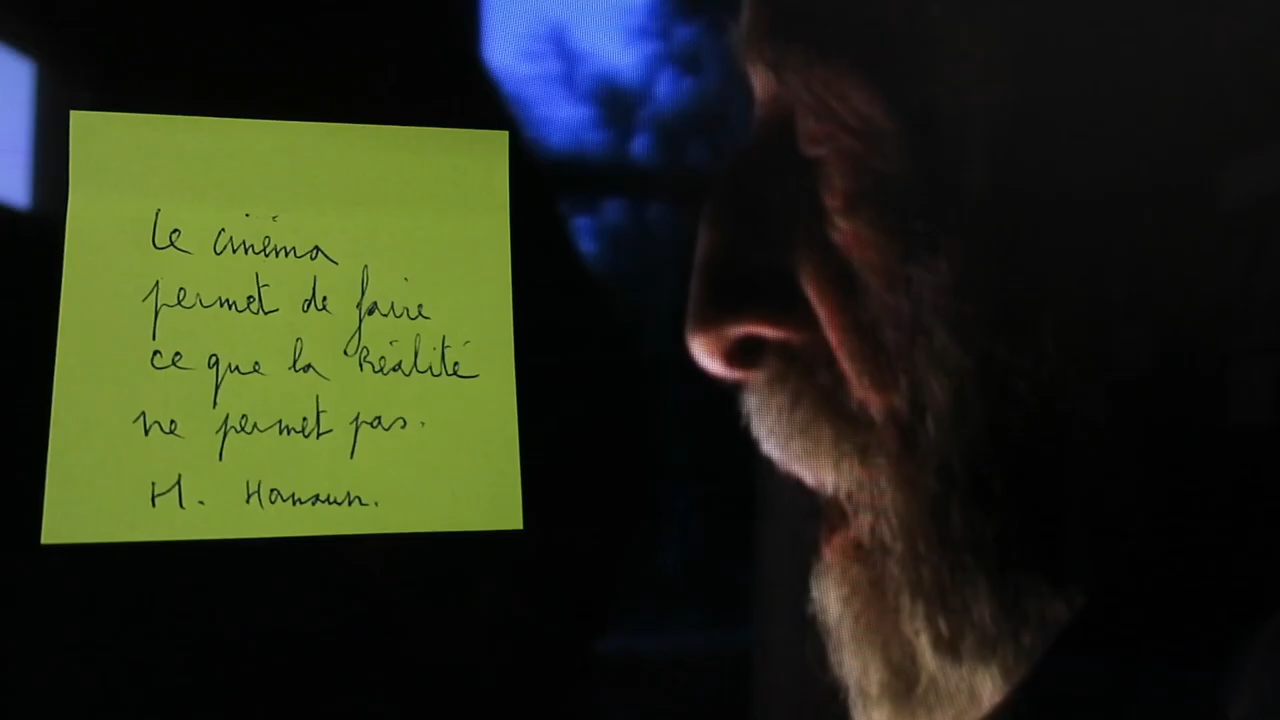 Le cinéma
permet de faire
ce que la Réalité
ne permet pas.
H. Hanoun.